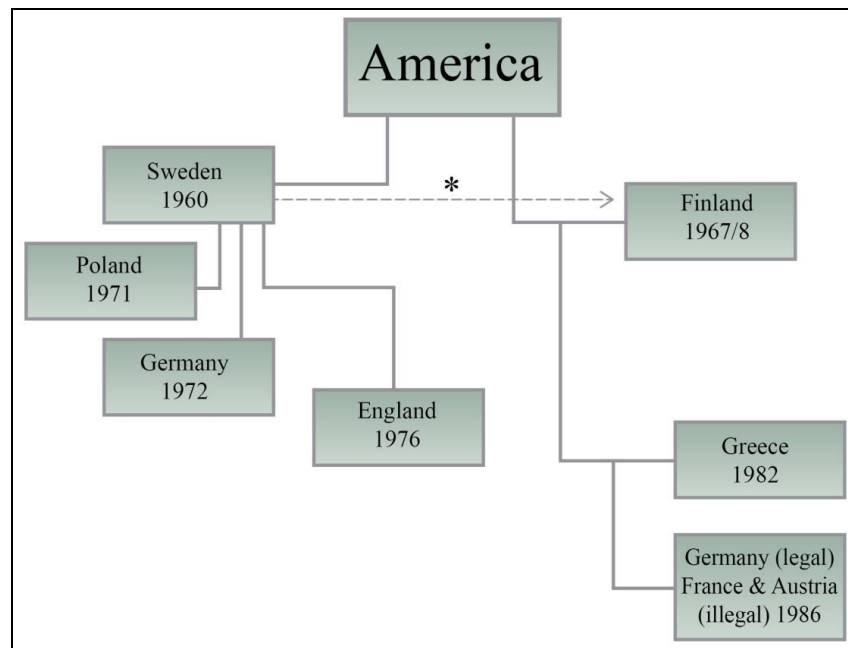 America
Sweden
1960
*
Finland
1967/8
Poland
1971
Germany
1972
England
1976
Greece
1982
Germany (legal)
France & Austria
(illegal) 1986